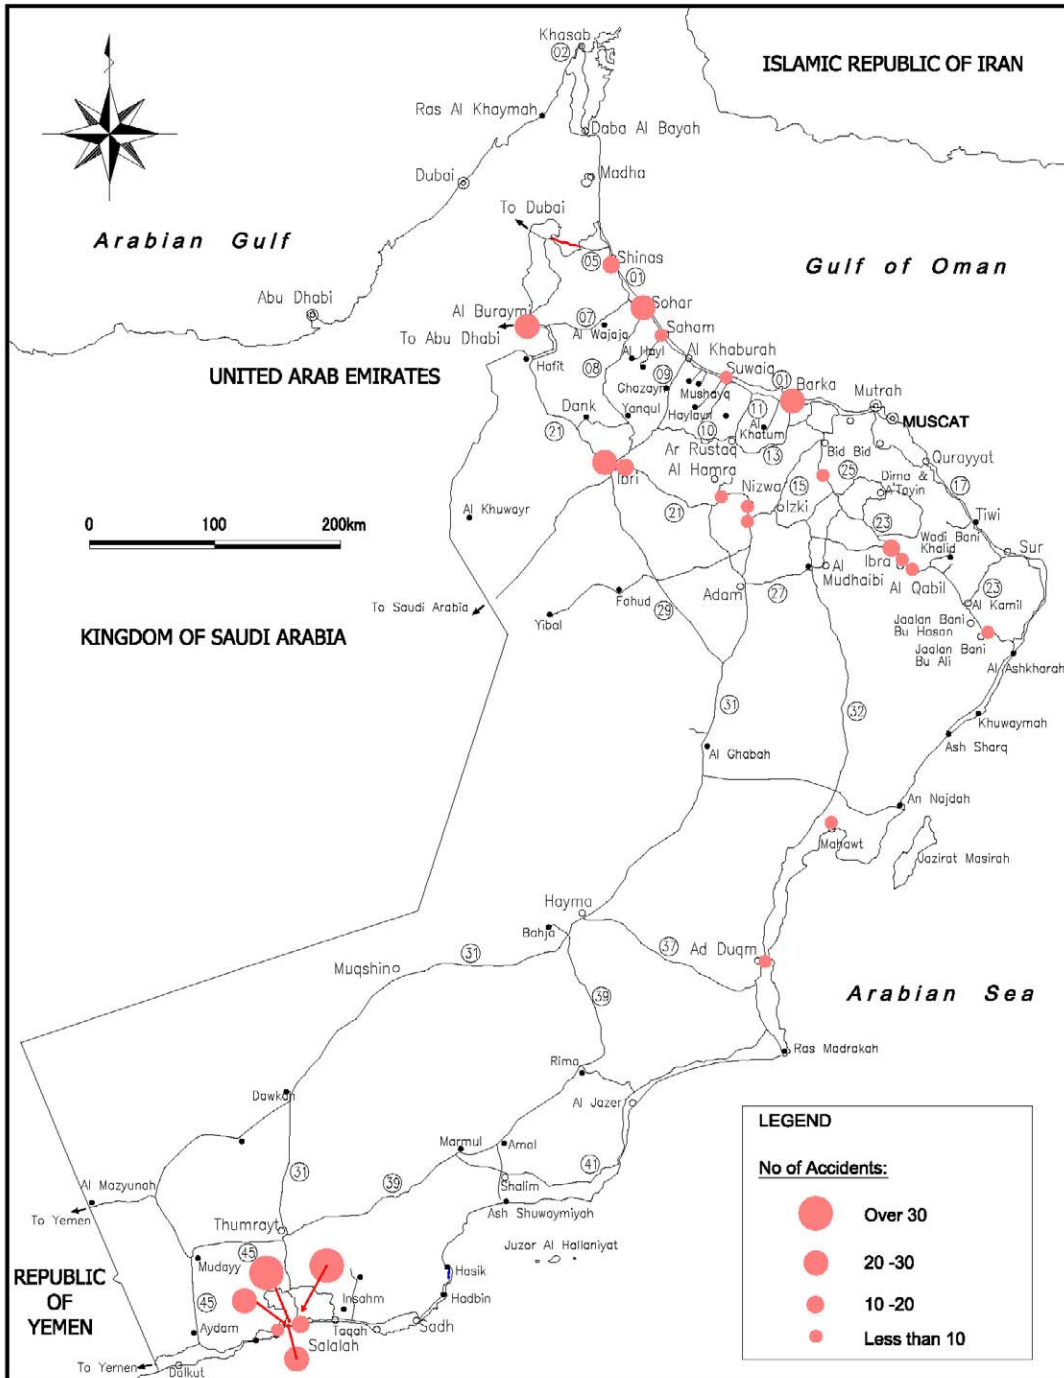 Khasab
02
ISLAMIC REPUBLIC OF IRAN
Ras Al Khaymah
Daba Al Bayah
Dubai
Madha
To Dubai
Arabian Gulf
05
Shinas
Gulf of Oman
01
Abu Dhabi
Sohar
Al Buraymi
07
To Abu Dhabi
Al Wajaja
Saham
Al Hayl
Al Khaburah
Hafit
08
09
Suwaiq
01
UNITED ARAB EMIRATES
Ghazayn
Mushayq
Barka
Mutrah
Dank
Yanqul
Haylayn
11
MUSCAT
21
10
Al
Khatum
Ar Rustaq
13
Bid Bid
Qurayyat
Ibri
Al Hamra
25
Dima &
A'Tayin
17
Nizwa
15
0
100
200km
Al Khuwayr
21
Izki
Tiwi
23
Wadi Bani
Khalid
Sur
Ibra
Al
Mudhaibi
Al Qabil
To Saudi Arabia
Fahud
29
Adam
27
23
Al Kamil
Yibal
KINGDOM OF SAUDI ARABIA
Jaalan Bani
Bu Hasan
Jaalan Bani
Bu Ali
Al Ashkharah
31
32
Khuwaymah
Al Ghabah
Ash Sharq
An Najdah
Mahawt
Jazirat Masirah
Hayma
Bahja
31
37
Ad Duqm
Muqshin
39
Arabian Sea
Ras Madrakah
Rima
Dawkah
Al Jazer
LEGEND
Marmul
Amal
31
39
41
No of Accidents:
Al Mazyunah
Shalim
To Yemen
Ash Shuwaymiyah
Over 30
Thumrayt
Juzor Al Hallaniyat
45
Mudayy
20 -30
REPUBLIC
OF
YEMEN
Hasik
45
Insahm
Hadbin
10 -20
Aydam
Taqah
Sadh
Salalah
Less than 10
To Yemen
Dalkut